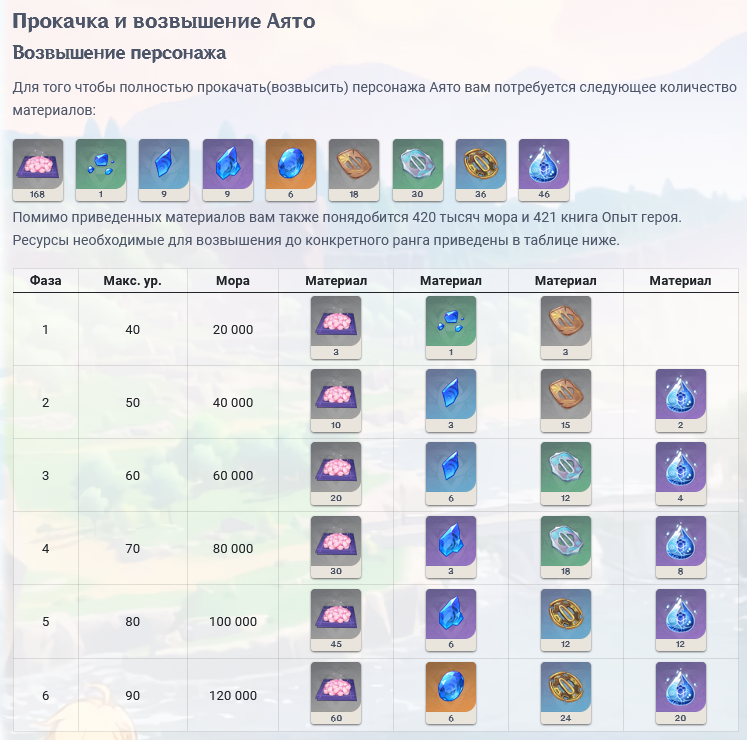 Прокачка и возвышение Аято
Возвышение персонажа
Для того чтобы полностью прокачать(возвысить) персонажа Аято вам потребуется следующее количество
материалов:
168 1 9 9 6 18 30 36 46
Помимо приведенных материалов вам также понядобится 420 тысяч мора и 421 книга Опыт героя.
Ресурсы необходимые для возвышения до конкретного ранга приведены в таблице ниже.
Фаза Макс. ур. Мора Материал Материал Материал Материал
1 40 20 000 3 1 3
2 50 40 000 10 3 15 2
3 60 60 000 20 6 12 4
4 70 80 000 30 3 18 8
5 80 100 000 45 6 12 12
6 90 120 000 60 6 24 20